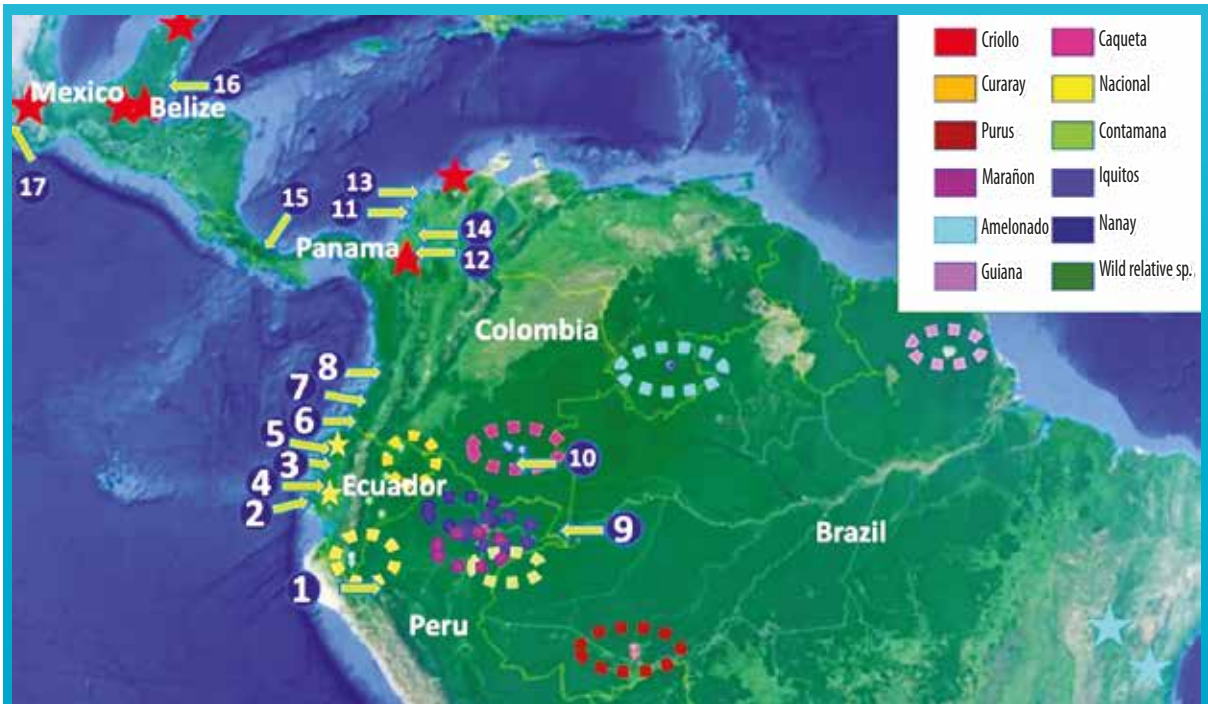 Mexico
Belize
16
17
15
13
11
Panama
14
12
Colombia
8
7
6
5
3
4
Ecuador
2
10
9
Brazil
1
Peru
Criollo
Caqueta
Curaray
Nacional
Purus
Contamana
Marañon
Iquitos
Amelonado
Nanay
Guiana
Wild relative sp.